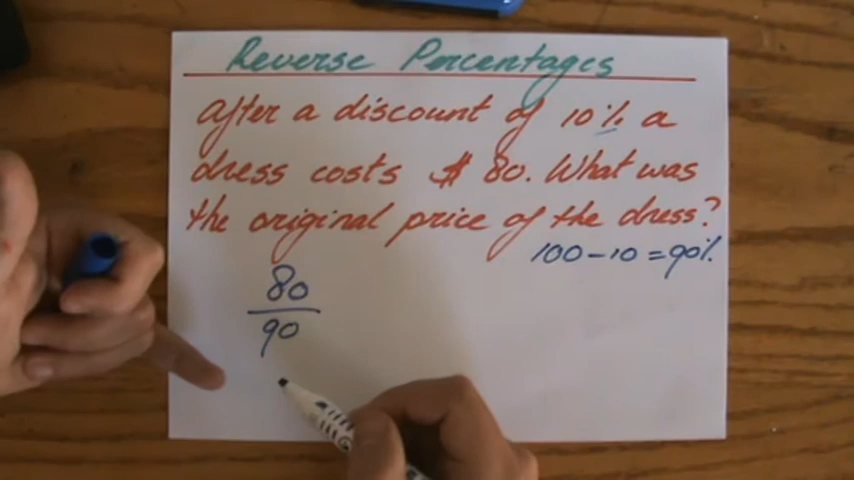 Reverse Percentages
After a discount of 10% a
dress costs $ 80. What was
the original price of the dress?
100-10=90%
80
90